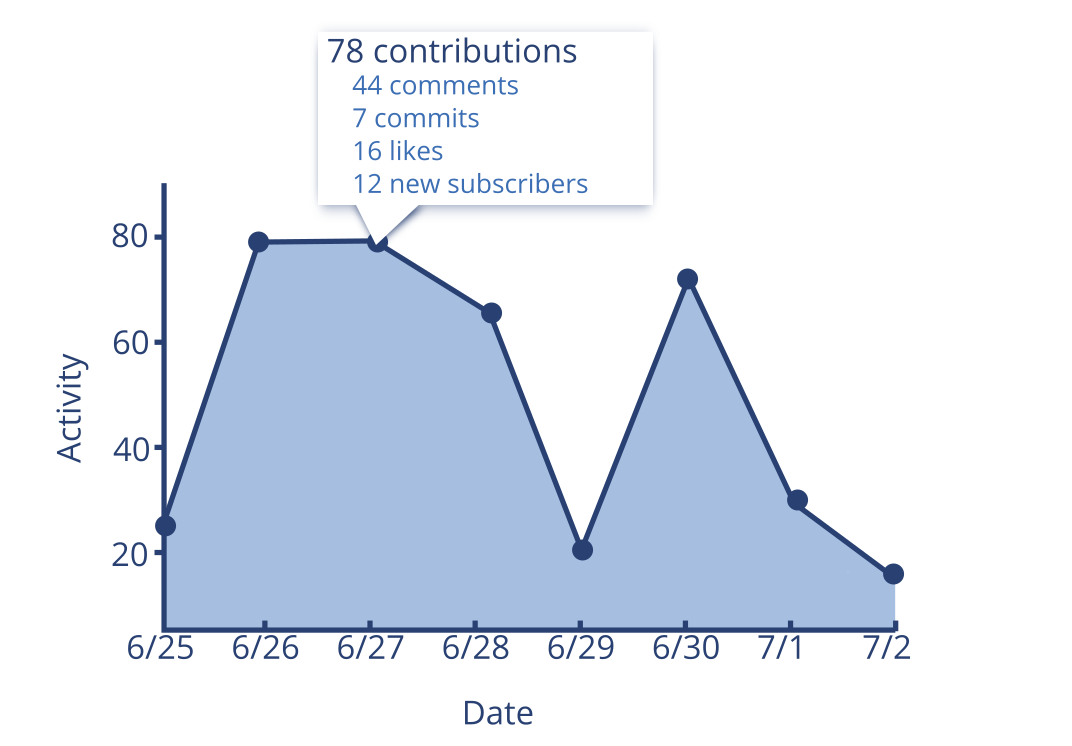 78 contributions
44 comments
7 commits
16 likes
12 new subscribers
80
60
40
20
Activity
6/25 6/26 6/27 6/28 6/29 6/30 7/1 7/2
Date